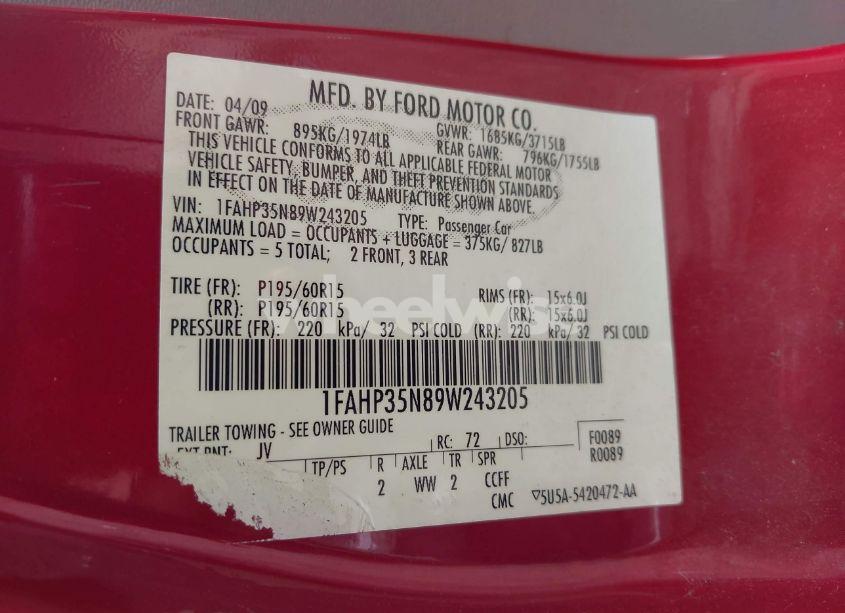 MFD. BY FORD MOTOR CO.
DATE: 04/09 GVWR: 1685KG/3715LB
FRONT GAWR: 895KG/1974LB REAR GAWR: 796KG/1755LB
THIS VEHICLE CONFORMS TO ALL APPLICABLE FEDERAL MOTOR
VEHICLE SAFETY, BUMPER, AND THEFT PREVENTION STANDARDS
IN EFFECT ON THE DATE OF MANUFACTURE SHOWN ABOVE.
VIN: 1FAHP35N89W243205 TYPE: Passenger Car
MAXIMUM LOAD = OCCUPANTS + LUGGAGE = 375KG/ 827LB
OCCUPANTS = 5 TOTAL; 2 FRONT, 3 REAR
TIRE (FR): P195/60R15 RIMS (FR): 15x6.0J
(RR): P195/60R15 (RR): 15x6.0J
PRESSURE (FR): 220 kPa/ 32 PSI COLD (RR): 220 kPa/ 32 PSI COLD
wheelwis
1FAHP35N89W243205
TRAILER TOWING - SEE OWNER GUIDE
EXT PNT: JV RC: 72 DSO: F0089
R0089
TP/PS R AXLE TR SPR
2 WW 2 CCFF
CMC ▽5U5A-5420472-AA